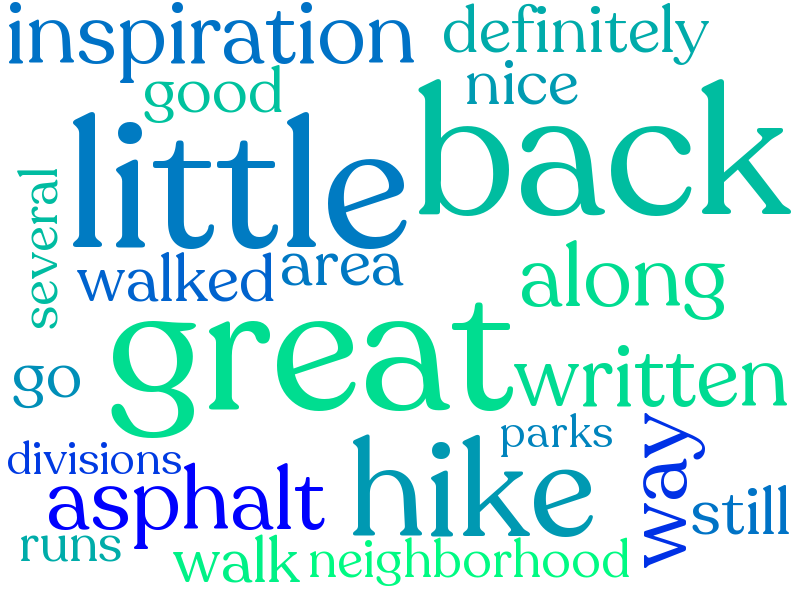 inspiration
definitely
good
nice
little
back
several
walked
area
along
great
go
written
divisions
asphalt
hike
parks
way
still
runs
walk
neighborhood